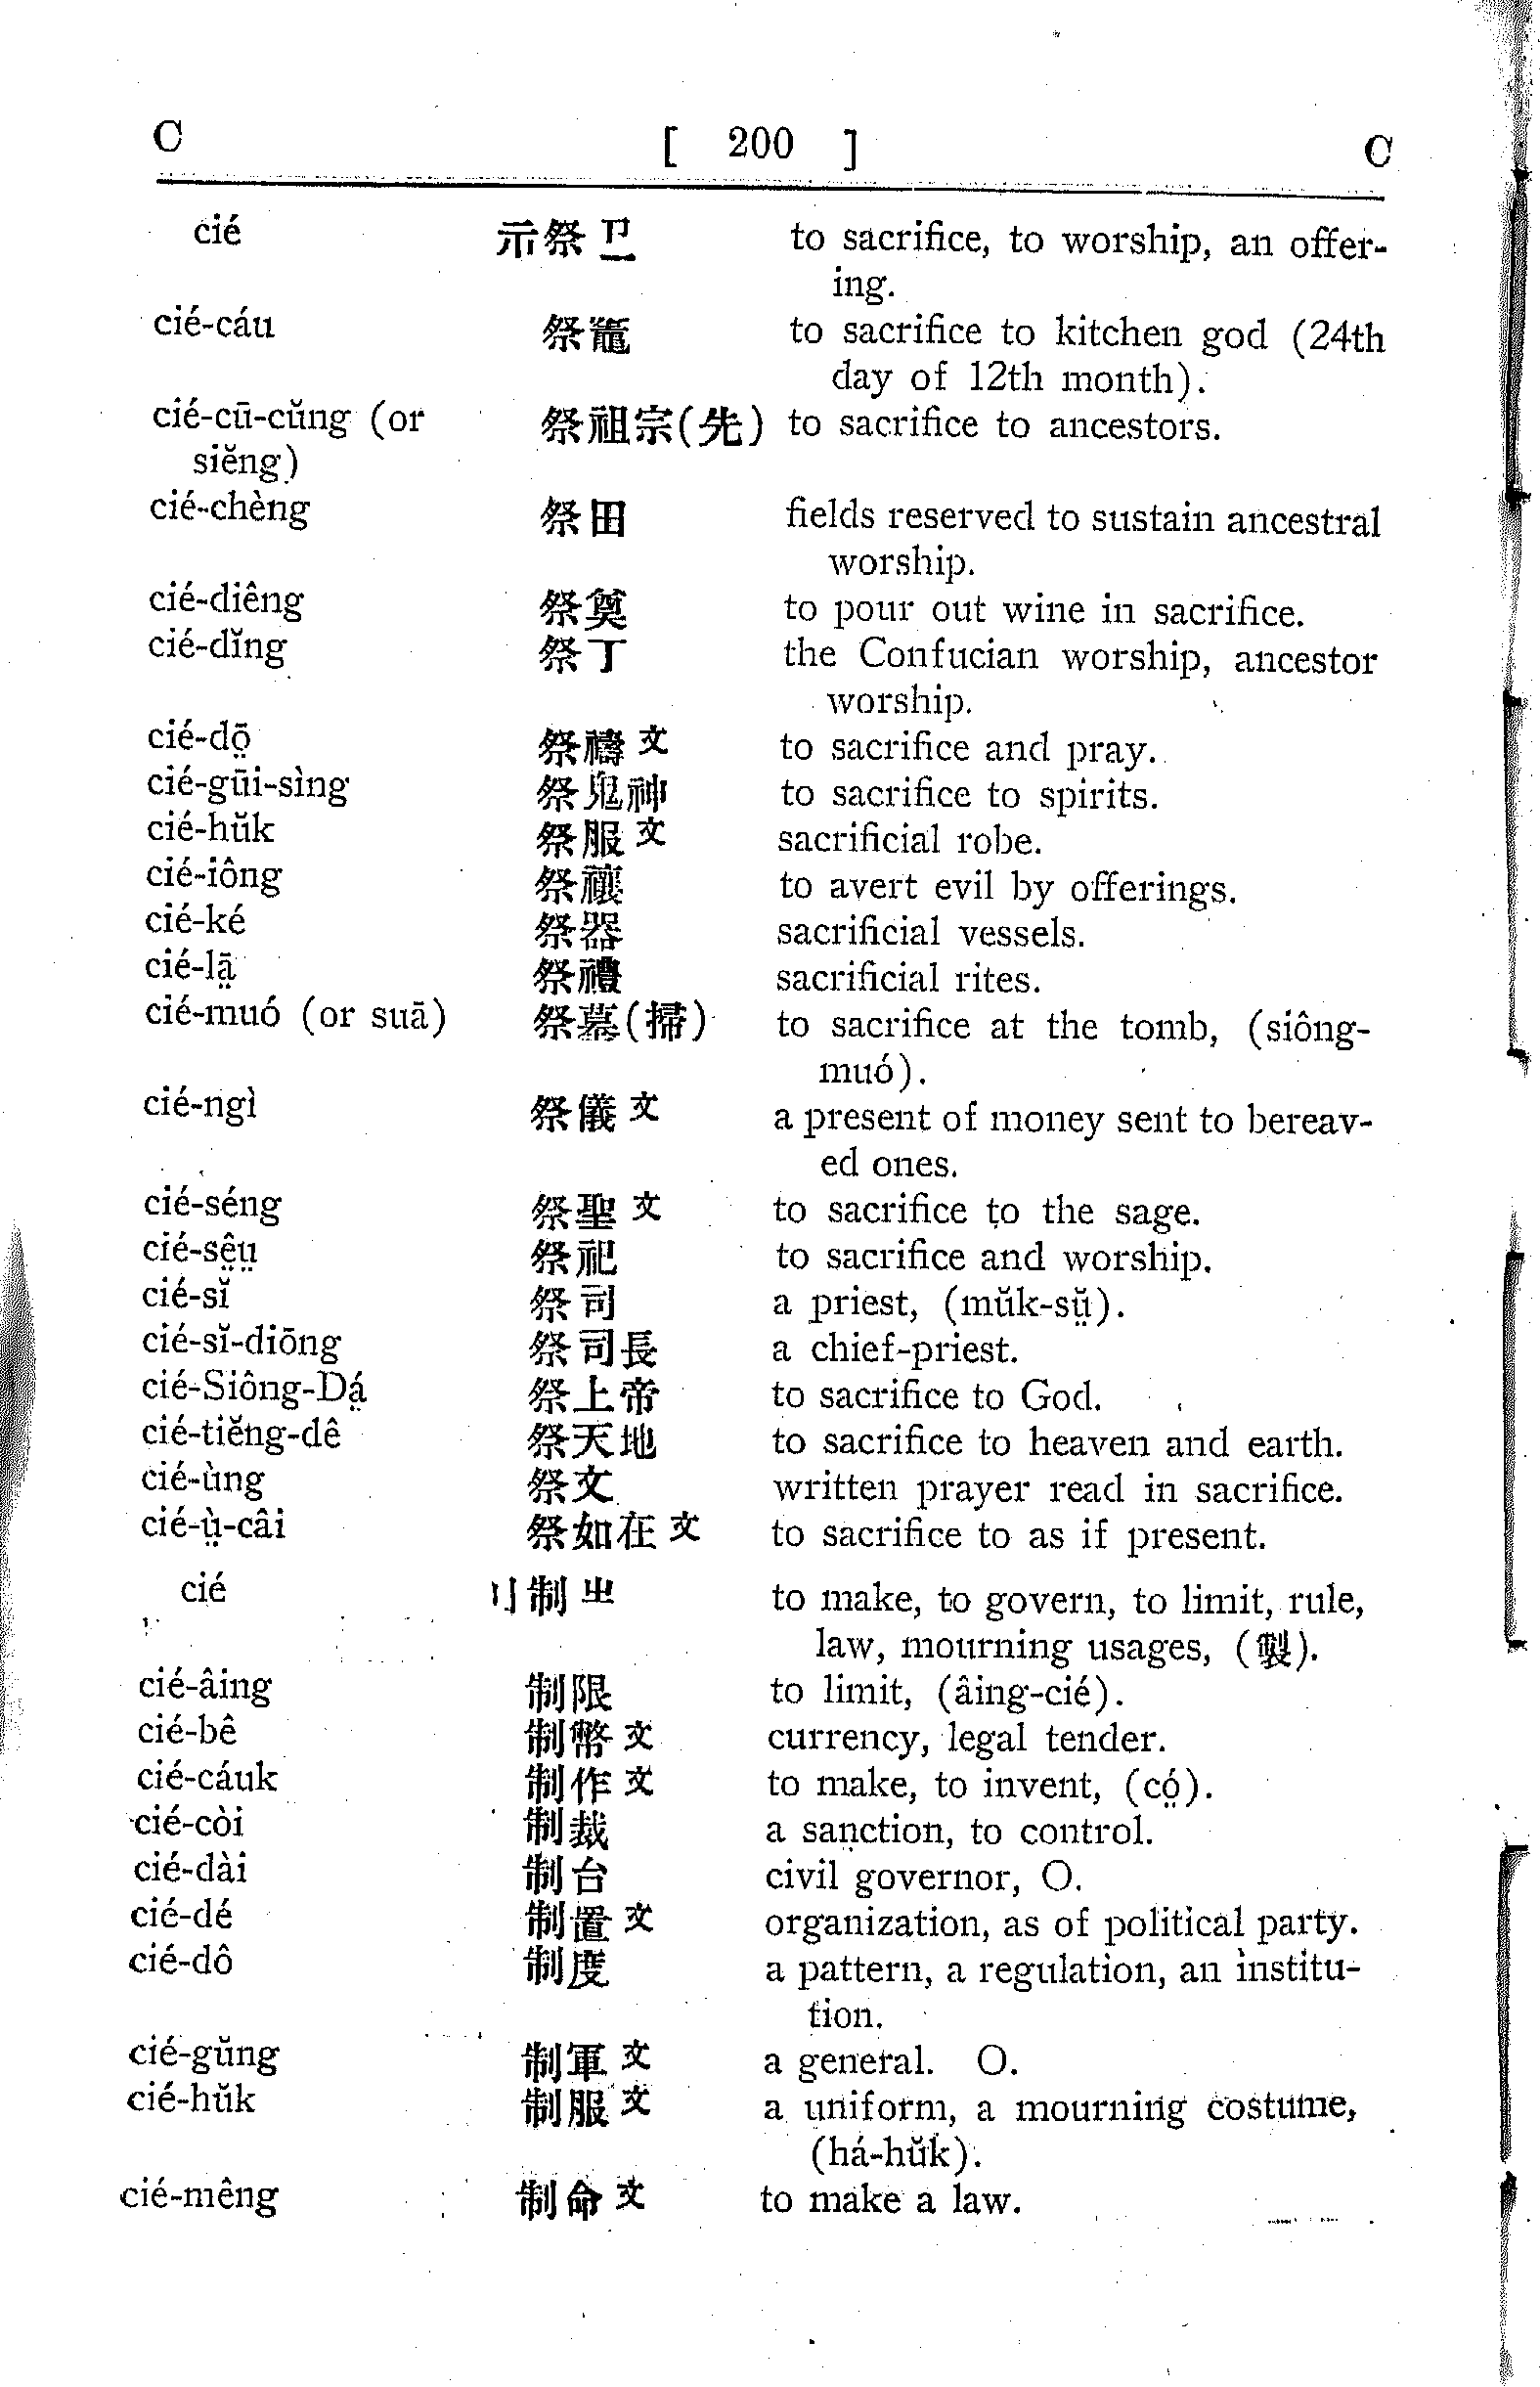 C [ 200 ] C
cié 示祭 to sacrifice, to worship, an offer-
ing.
cié-cáu 祭竈 to sacrifice to kitchen god (24th
day of 12th month).
cié-cū-cŭng (or 祭祖宗(先) to sacrifice to ancestors.
siĕng)
cié-chèng 祭田 fields reserved to sustain ancestral
worship.
cié-diêng 祭奠 to pour out wine in sacrifice.
cié-dĭng 祭丁 the Confucian worship, ancestor
worship.
cié-dō̤ 祭禱文 to sacrifice and pray.
cié-gūi-sìng 祭鬼神 to sacrifice to spirits.
cié-hŭk 祭服文 sacrificial robe.
cié-iông 祭禳 to avert evil by offerings.
cié-ké 祭器 sacrificial vessels.
cié-lā̤ 祭禮 sacrificial rites.
cié-muó (or suā) 祭墓(掃) to sacrifice at the tomb, (siông-
muó).
cié-ngì 祭儀文 a present of money sent to bereav-
ed ones.
cié-séng 祭聖文 to sacrifice to the sage.
cié-sê̤ṳ 祭祀 to sacrifice and worship.
cié-sĭ 祭司 a priest, (mŭk-sṳ̆).
cié-sĭ-diōng 祭司長 a chief-priest.
cié-Siông-Dá̤ 祭上帝 to sacrifice to God.
cié-tiĕng-dê 祭天地 to sacrifice to heaven and earth.
cié-ùng 祭文 written prayer read in sacrifice.
cié-ṳ̀-câi 祭如在文 to sacrifice to as if present.
cié 刂制㞢 to make, to govern, to limit, rule,
law, mourning usages, (製).
cié-âing 制限 to limit, (âing-cié).
cié-bê 制幣文 currency, legal tender.
cié-cáuk 制作文 to make, to invent, (có̤).
cié-còi 制裁 a sanction, to control.
cié-dài 制台 civil governor, O.
cié-dé 制置文 organization, as of political party.
cié-dô 制度 a pattern, a regulation, an institu-
tion.
cié-gŭng 制軍文 a general. O.
cié-hŭk 制服文 a uniform, a mourning costume,
(há-hŭk).
cié-mêng 制命文 to make a law.